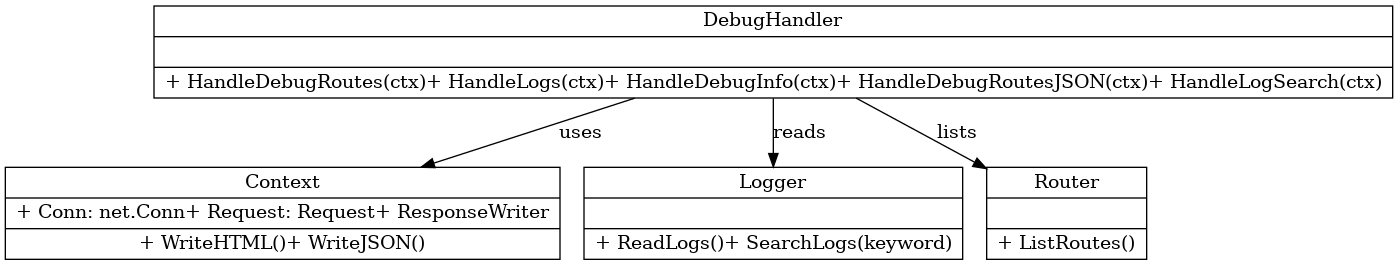 DebugHandler
+ HandleDebugRoutes(ctx)+ HandleLogs(ctx)+ HandleDebugInfo(ctx)+ HandleDebugRoutesJSON(ctx)+ HandleLogSearch(ctx)
uses
reads
lists
Context
+ Conn: net.Conn+ Request: Request+ ResponseWriter
+ WriteHTML()+ WriteJSON()
Logger
+ ReadLogs()+ SearchLogs(keyword)
Router
+ ListRoutes()